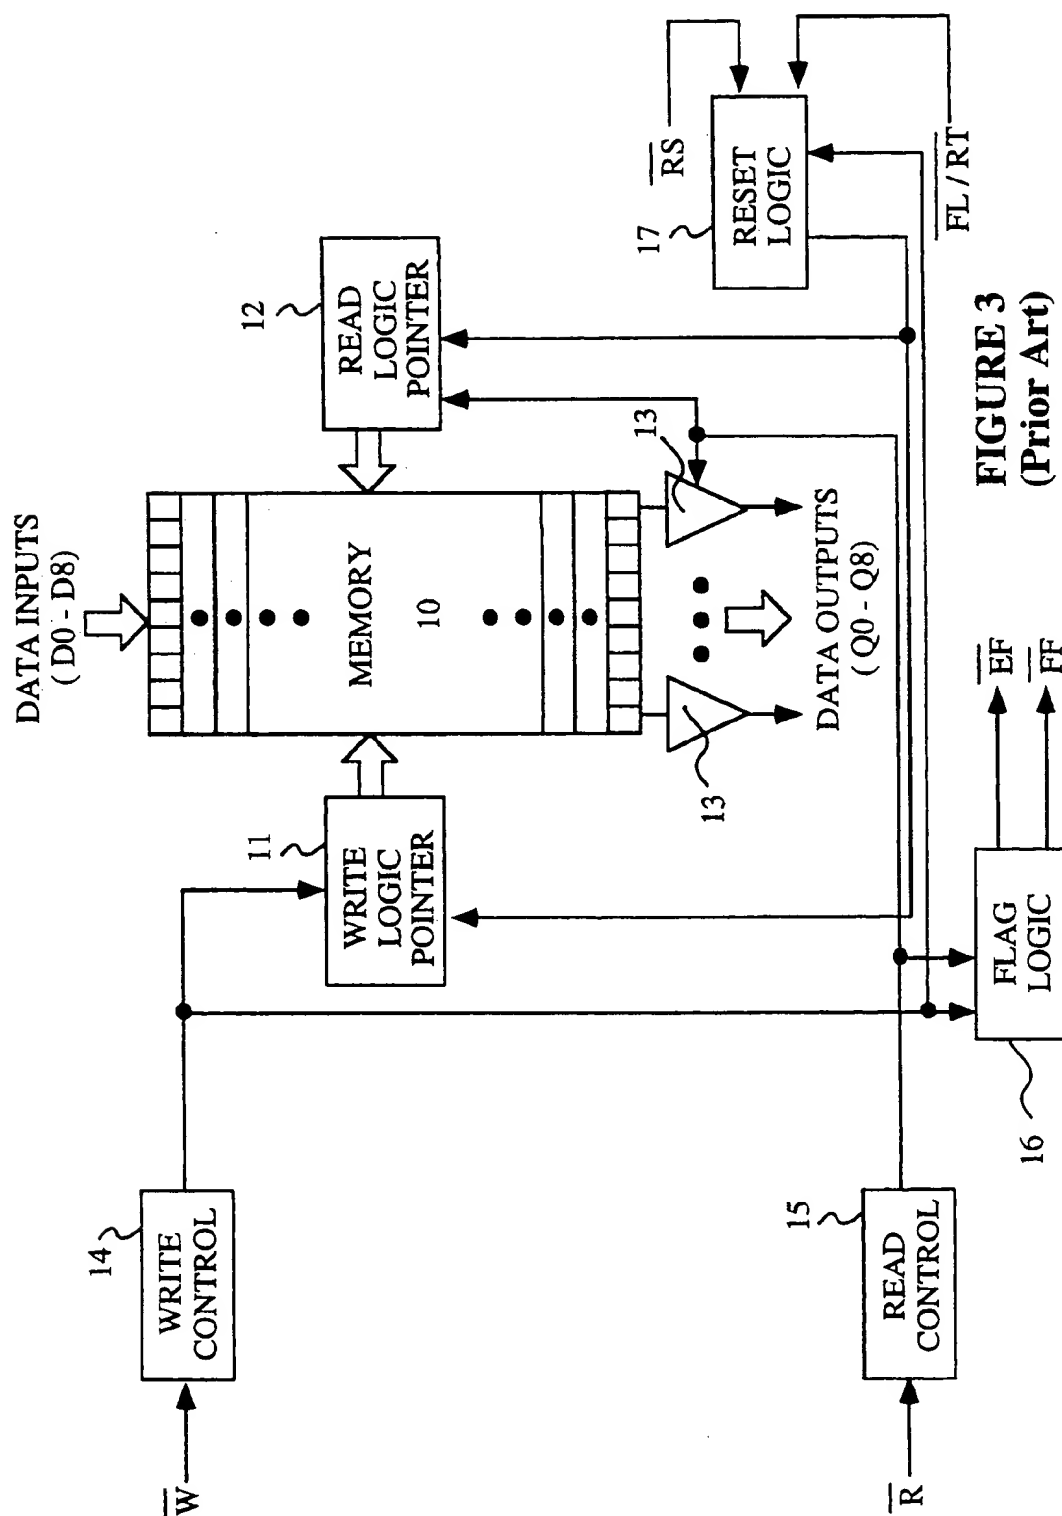 DATA INPUTS
( D0 - D8)
W
14
WRITE
CONTROL
11
WRITE
LOGIC
POINTER
MEMORY
10
12
READ
LOGIC
POINTER
13
13
DATA OUTPUTS
( Q0 - Q8)
RS
17
RESET
LOGIC
FL / RT
R
15
READ
CONTROL
16
FLAG
LOGIC
EF
FF
FIGURE 3
(Prior Art)